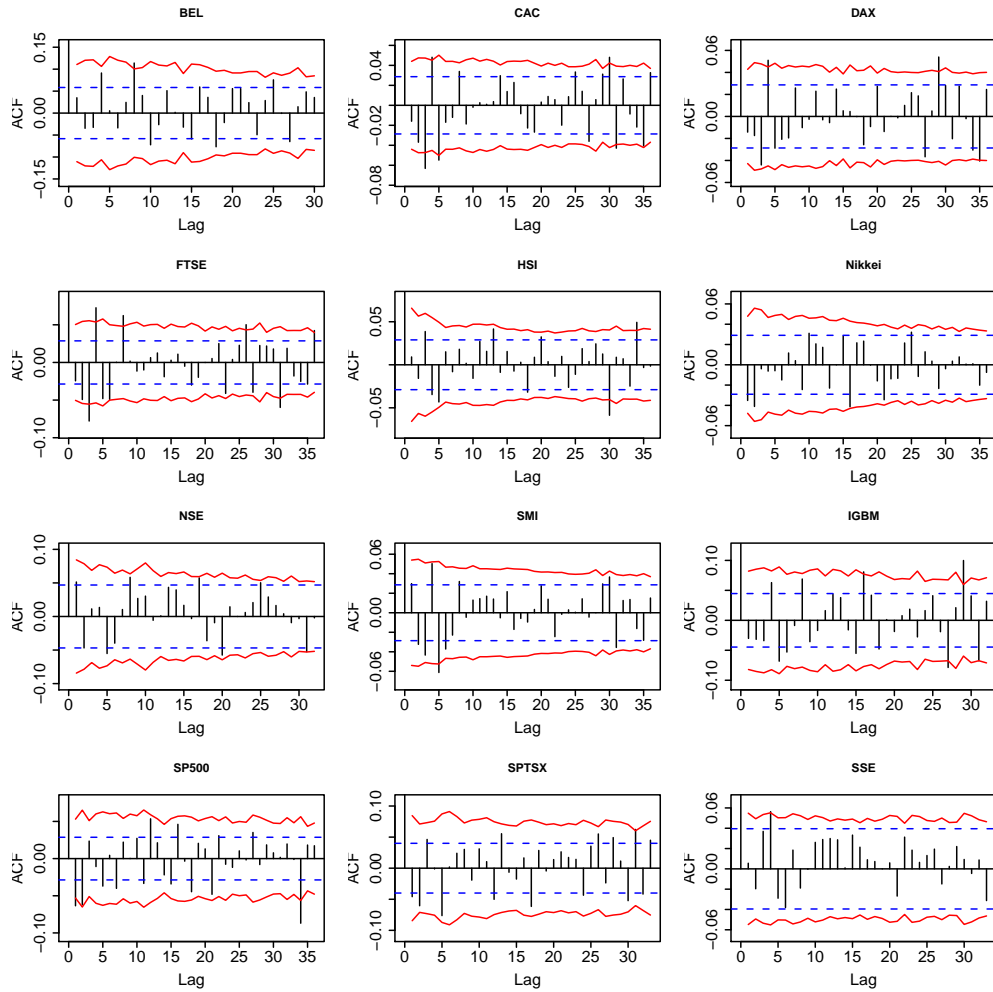 BEL
ACF
0.15
0.00
−0.15
0 5 10 15 20 25 30
Lag
CAC
ACF
0.04
−0.02
−0.08
0 5 10 15 20 25 30 35
Lag
DAX
ACF
0.06
0.00
−0.06
0 5 10 15 20 25 30 35
Lag
FTSE
ACF
0.00
−0.10
0 5 10 15 20 25 30 35
Lag
HSI
ACF
0.05
−0.05
0 5 10 15 20 25 30 35
Lag
Nikkei
ACF
0.06
0.00
−0.06
0 5 10 15 20 25 30 35
Lag
NSE
ACF
0.10
0.00
−0.10
0 5 10 15 20 25 30
Lag
SMI
ACF
0.06
0.00
−0.06
0 5 10 15 20 25 30 35
Lag
IGBM
ACF
0.10
0.00
−0.10
0 5 10 15 20 25 30
Lag
SP500
ACF
0.00
−0.10
0 5 10 15 20 25 30 35
Lag
SPTSX
ACF
0.10
0.00
−0.10
0 5 10 15 20 25 30
Lag
SSE
ACF
0.06
0.00
−0.06
0 5 10 15 20 25 30
Lag